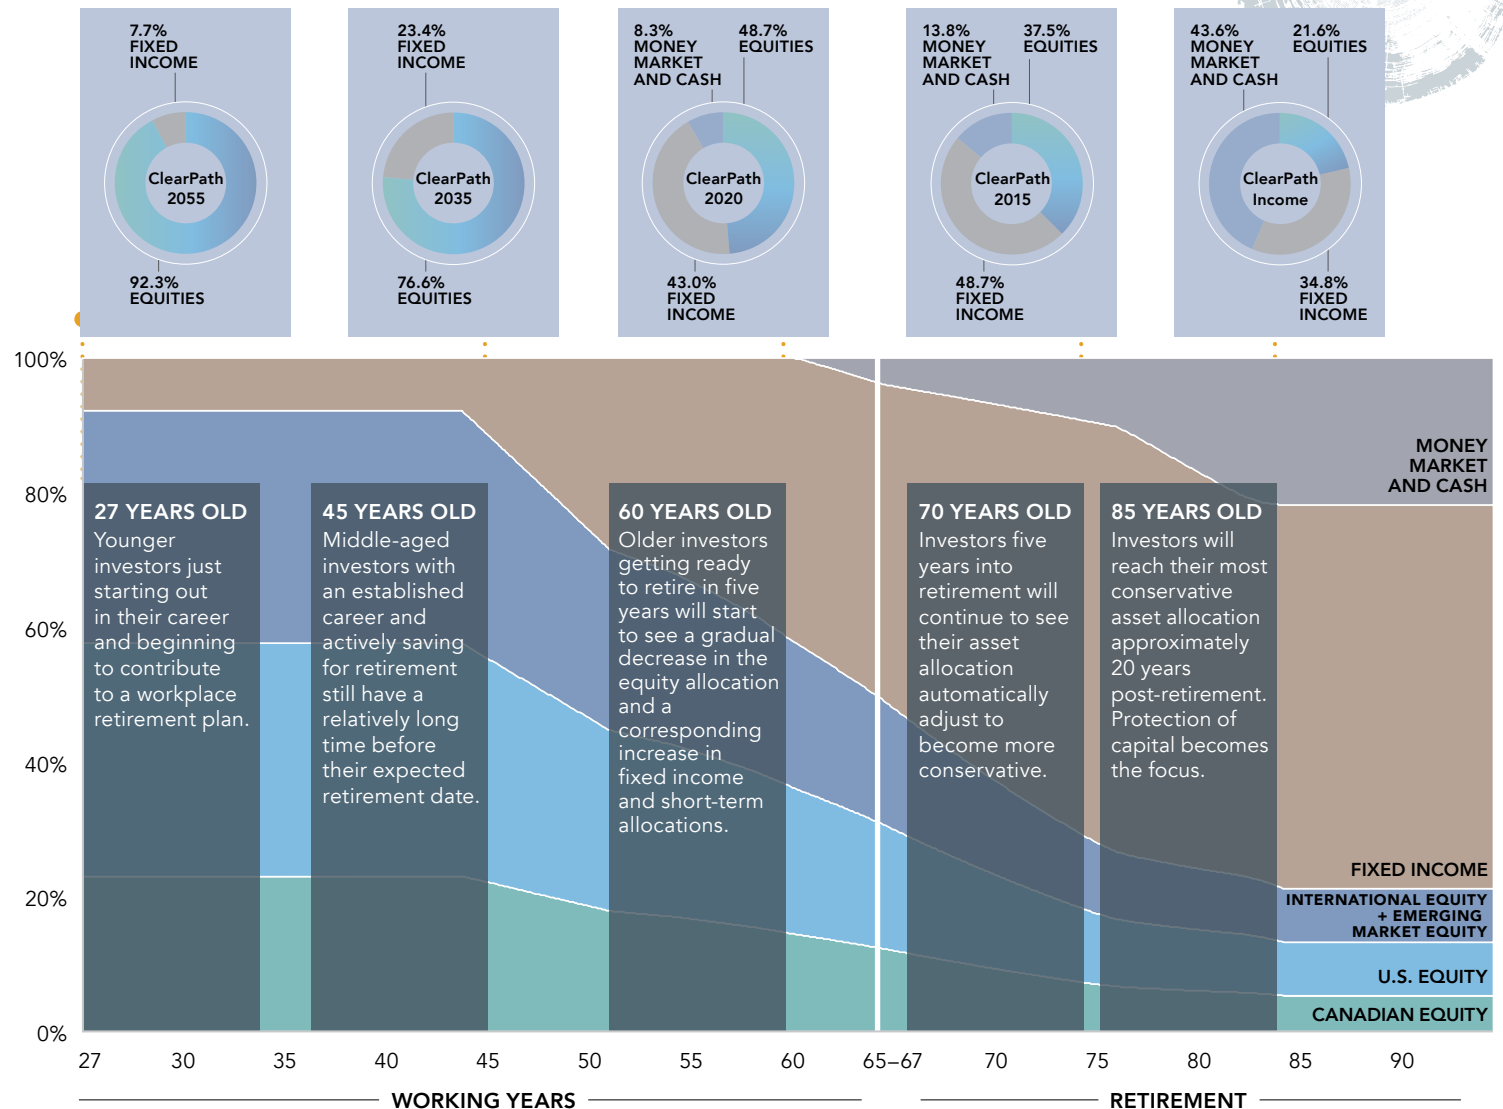 7.7%
FIXED
INCOME
ClearPath
2055
92.3%
EQUITIES
23.4%
FIXED
INCOME
ClearPath
2035
76.6%
EQUITIES
8.3%
MONEY
MARKET
AND CASH
48.7%
EQUITIES
ClearPath
2020
43.0%
FIXED
INCOME
13.8%
MONEY
MARKET
AND CASH
37.5%
EQUITIES
ClearPath
2015
48.7%
FIXED
INCOME
43.6%
MONEY
MARKET
AND CASH
21.6%
EQUITIES
ClearPath
Income
34.8%
FIXED
INCOME
100%
80%
60%
40%
20%
0%
27 YEARS OLD
Younger
investors just
starting out
in their career
and beginning
to contribute
to a workplace
retirement plan.
45 YEARS OLD
Middle-aged
investors with
an established
career and
actively saving
for retirement
still have a
relatively long
time before
their expected
retirement date.
60 YEARS OLD
Older investors
getting ready
to retire in five
years will start
to see a gradual
decrease in the
equity allocation
and a
corresponding
increase in
fixed income
and short-term
allocations.
70 YEARS OLD
Investors five
years into
retirement will
continue to see
their asset
allocation
automatically
adjust to
become more
conservative.
85 YEARS OLD
Investors will
reach their most
conservative
asset allocation
approximately
20 years
post-retirement.
Protection of
capital becomes
the focus.
MONEY
MARKET
AND CASH
FIXED INCOME
INTERNATIONAL EQUITY
+ EMERGING
MARKET EQUITY
U.S. EQUITY
CANADIAN EQUITY
27 30 35 40 45 50 55 60 65–67 70 75 80 85 90
WORKING YEARS
RETIREMENT